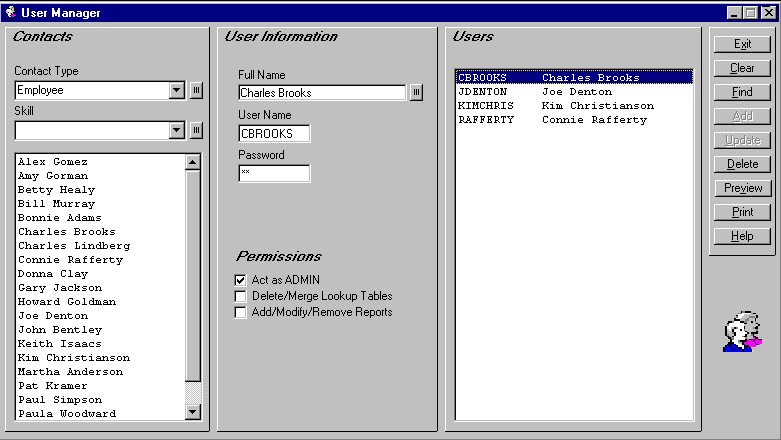 User Manager
Contacts
Contact Type
Employee
Skill
Alex Gomez
Amy Gorman
Betty Healy
Bill Murray
Bonnie Adams
Charles Brooks
Charles Lindberg
Connie Rafferty
Donna Clay
Gary Jackson
Howard Goldman
Joe Denton
John Bentley
Keith Isaacs
Kim Christianson
Martha Anderson
Pat Kramer
Paul Simpson
Paula Woodward
User Information
Full Name
Charles Brooks
User Name
CBROOKS
Password
**
Permissions
Act as ADMIN
Delete/Merge Lookup Tables
Add/Modify/Remove Reports
Users
CBROOKS Charles Brooks
JDENTON Joe Denton
KIMCHRIS Kim Christianson
RAFFERTY Connie Rafferty
Exit
Clear
Find
Add
Update
Delete
Preview
Print
Help